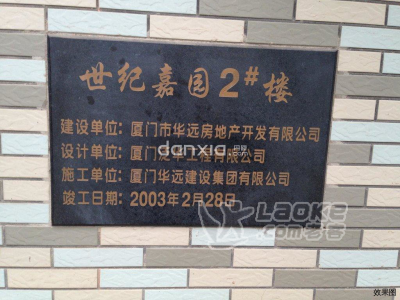 世纪嘉园2#楼
建设单位: 厦门市华远房地产开发有限公司
设计单位: 厦门 工程有限公司
施工单位: 厦门华远建设集团有限公司
竣工日期: 2003年2月28日
danxia
LAOKE.COM
效果图